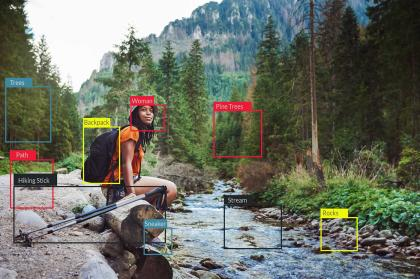 Trees
Woman
Pine Trees
Backpack
Path
Hiking Stick
Stream
Rocks
Sneaker